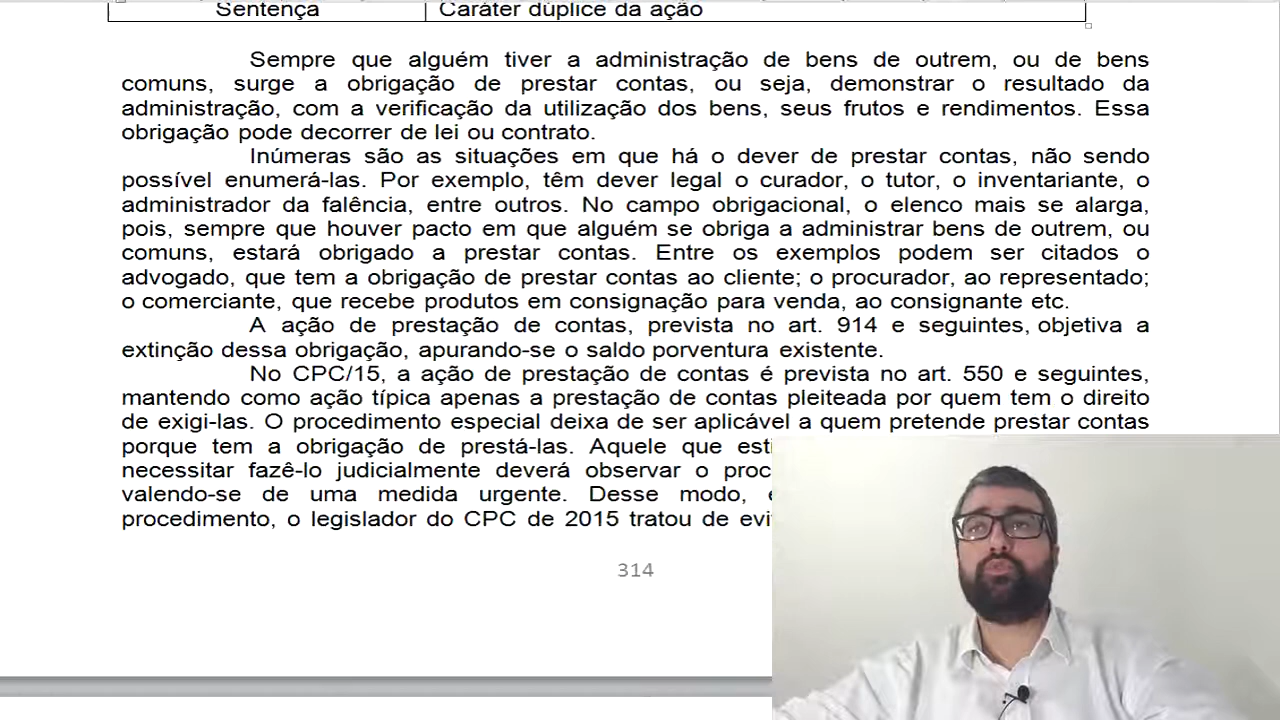 Sentença Caráter dúplice da ação
Sempre que alguém tiver a administração de bens de outrem, ou de bens
comuns, surge a obrigação de prestar contas, ou seja, demonstrar o resultado da
administração, com a verificação da utilização dos bens, seus frutos e rendimentos. Essa
obrigação pode decorrer de lei ou contrato.
Inúmeras são as situações em que há o dever de prestar contas, não sendo
possível enumerá-las. Por exemplo, têm dever legal o curador, o tutor, o inventariante, o
administrador da falência, entre outros. No campo obrigacional, o elenco mais se alarga,
pois, sempre que houver pacto em que alguém se obriga a administrar bens de outrem, ou
comuns, estará obrigado a prestar contas. Entre os exemplos podem ser citados o
advogado, que tem a obrigação de prestar contas ao cliente; o procurador, ao representado;
o comerciante, que recebe produtos em consignação para venda, ao consignante etc.
A ação de prestação de contas, prevista no art. 914 e seguintes, objetiva a
extinção dessa obrigação, apurando-se o saldo porventura existente.
No CPC/15, a ação de prestação de contas é prevista no art. 550 e seguintes,
mantendo como ação típica apenas a prestação de contas pleiteada por quem tem o direito
de exigi-las. O procedimento especial deixa de ser aplicável a quem pretende prestar contas
porque tem a obrigação de prestá-las. Aquele que
necessitar fazê-lo judicialmente deverá observar o
valendo-se de uma medida urgente. Desse modo,
procedimento, o legislador do CPC de 2015 tratou de
314